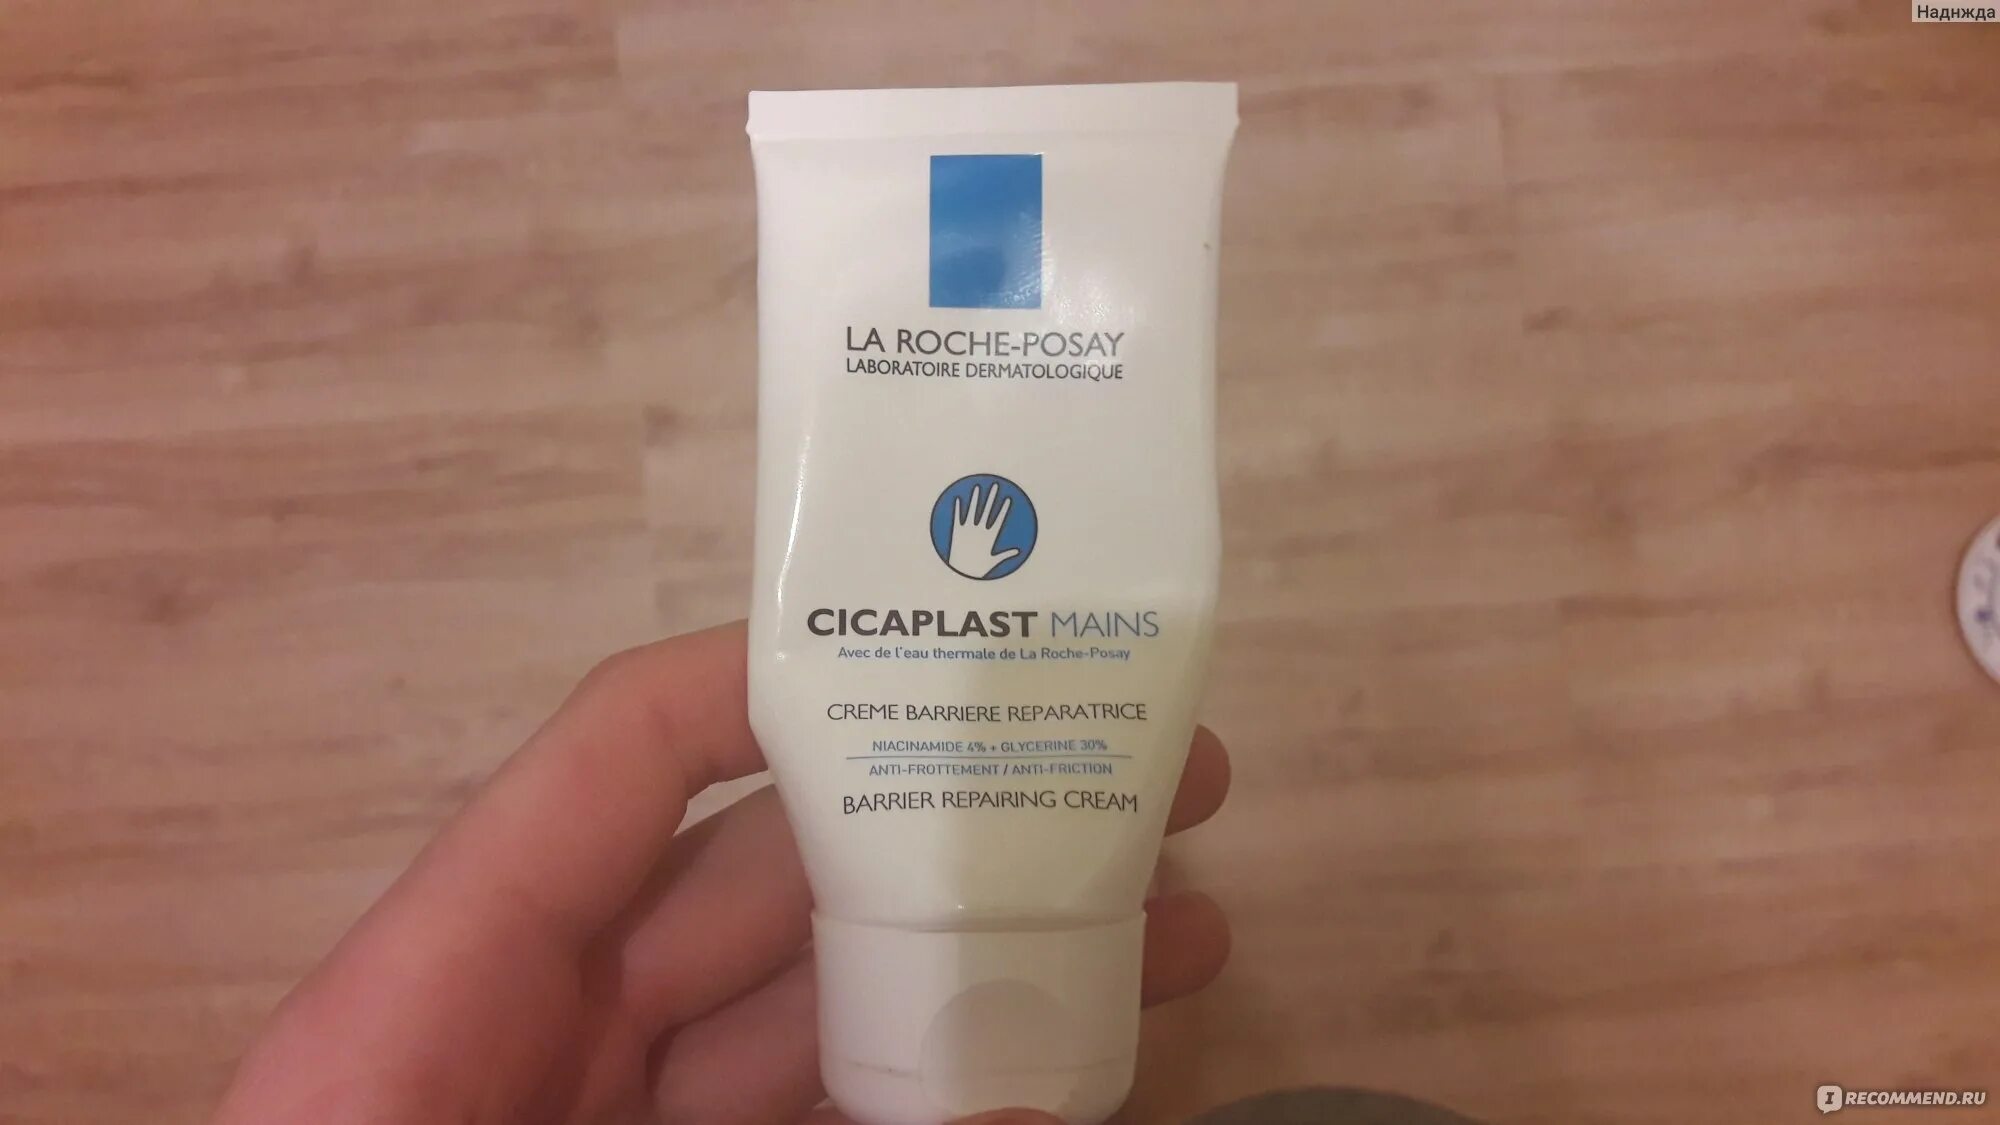 Наднжда
LA ROCHE-POSAY
LABORATOIRE DERMATOLOGIQUE
CICAPLAST MAINS
Avec de l'eau thermale de La Roche-Posay
CREME BARRIERE REPARATRICE
NIACINAMIDE 4% + GLYCERINE 30%
ANTI-FROTTEMENT / ANTI-FRICTION
BARRIER REPAIRING CREAM
IRECOMMEND.RU